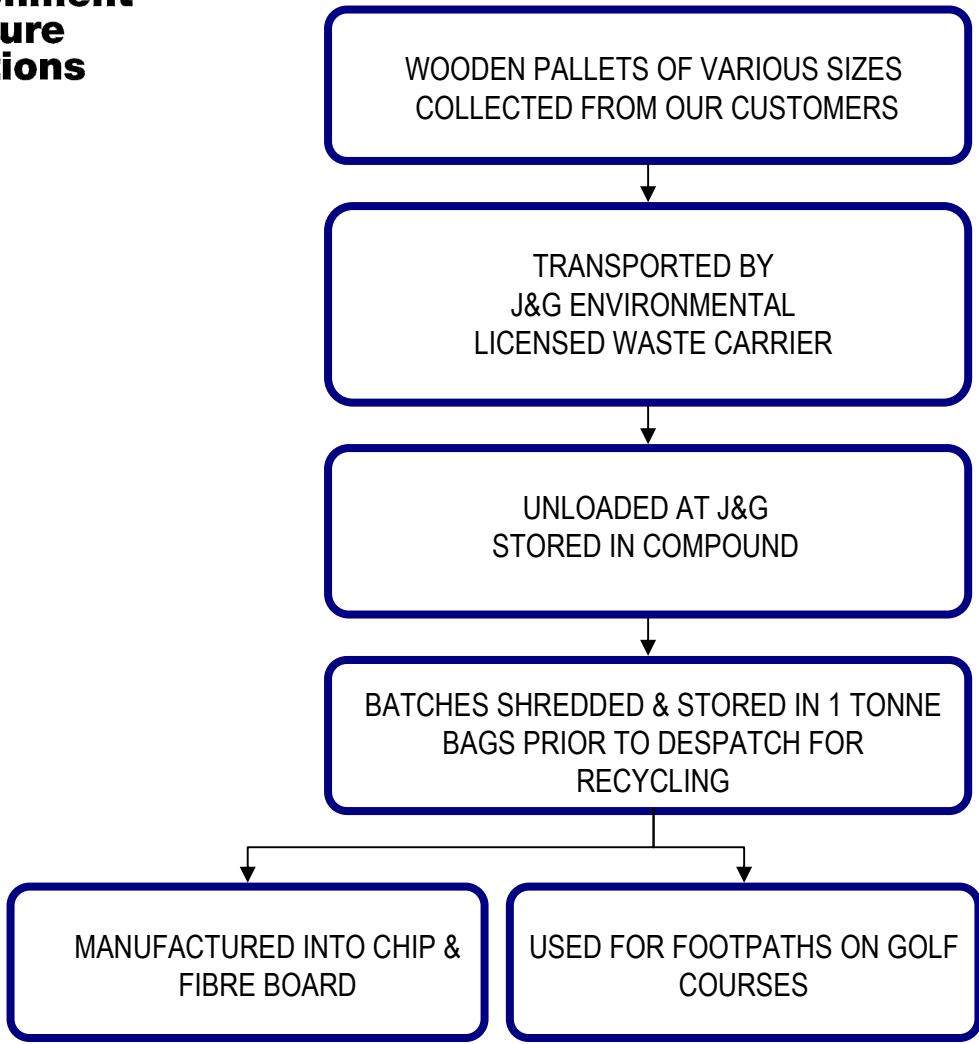 WOODEN PALLETS OF VARIOUS SIZES
COLLECTED FROM OUR CUSTOMERS
TRANSPORTED BY
J&G ENVIRONMENTAL
LICENSED WASTE CARRIER
UNLOADED AT J&G
STORED IN COMPOUND
BATCHES SHREDDED & STORED IN 1 TONNE
BAGS PRIOR TO DESPATCH FOR
RECYCLING
MANUFACTURED INTO CHIP &
FIBRE BOARD
USED FOR FOOTPATHS ON GOLF
COURSES